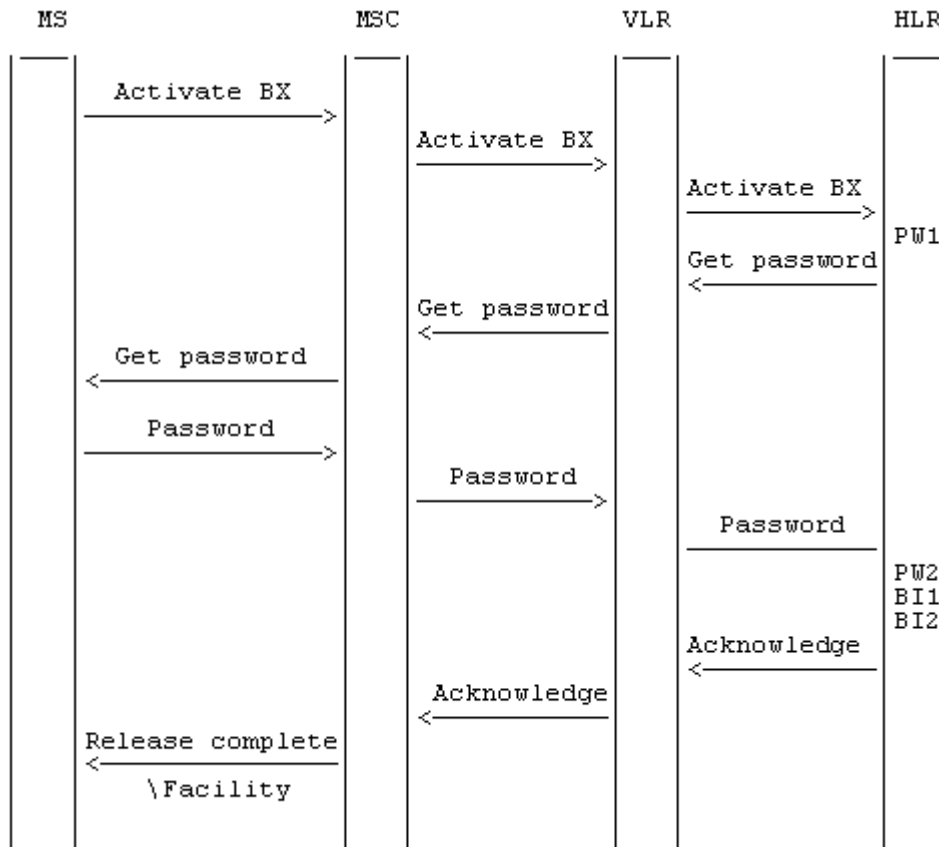 MS MSC VLR HLR
Activate BX
Activate BX
Activate BX
PW1
Get password
Get password
Get password
Password
Password
Password
PW2
BI1
BI2
Acknowledge
Acknowledge
Release complete
\Facility